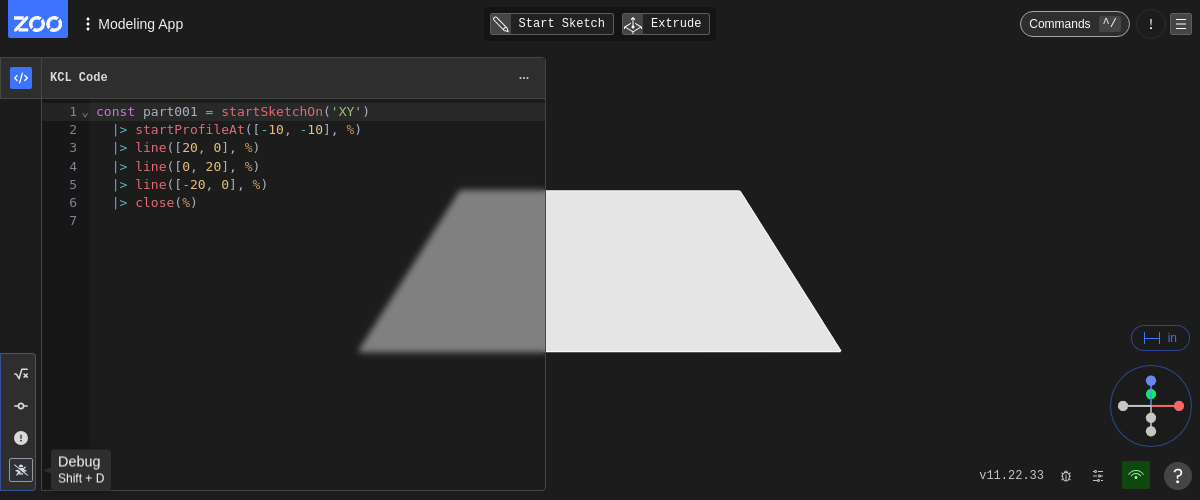 ZOO
Modeling App
Start Sketch
Extrude
Commands ^/
!
KCL Code
...
1 const part001 = startSketchOn('XY')
2 |> startProfileAt([-10, -10], %)
3 |> line([20, 0], %)
4 |> line([0, 20], %)
5 |> line([-20, 0], %)
6 |> close(%)
7
in
Debug
Shift + D
v11.22.33
?